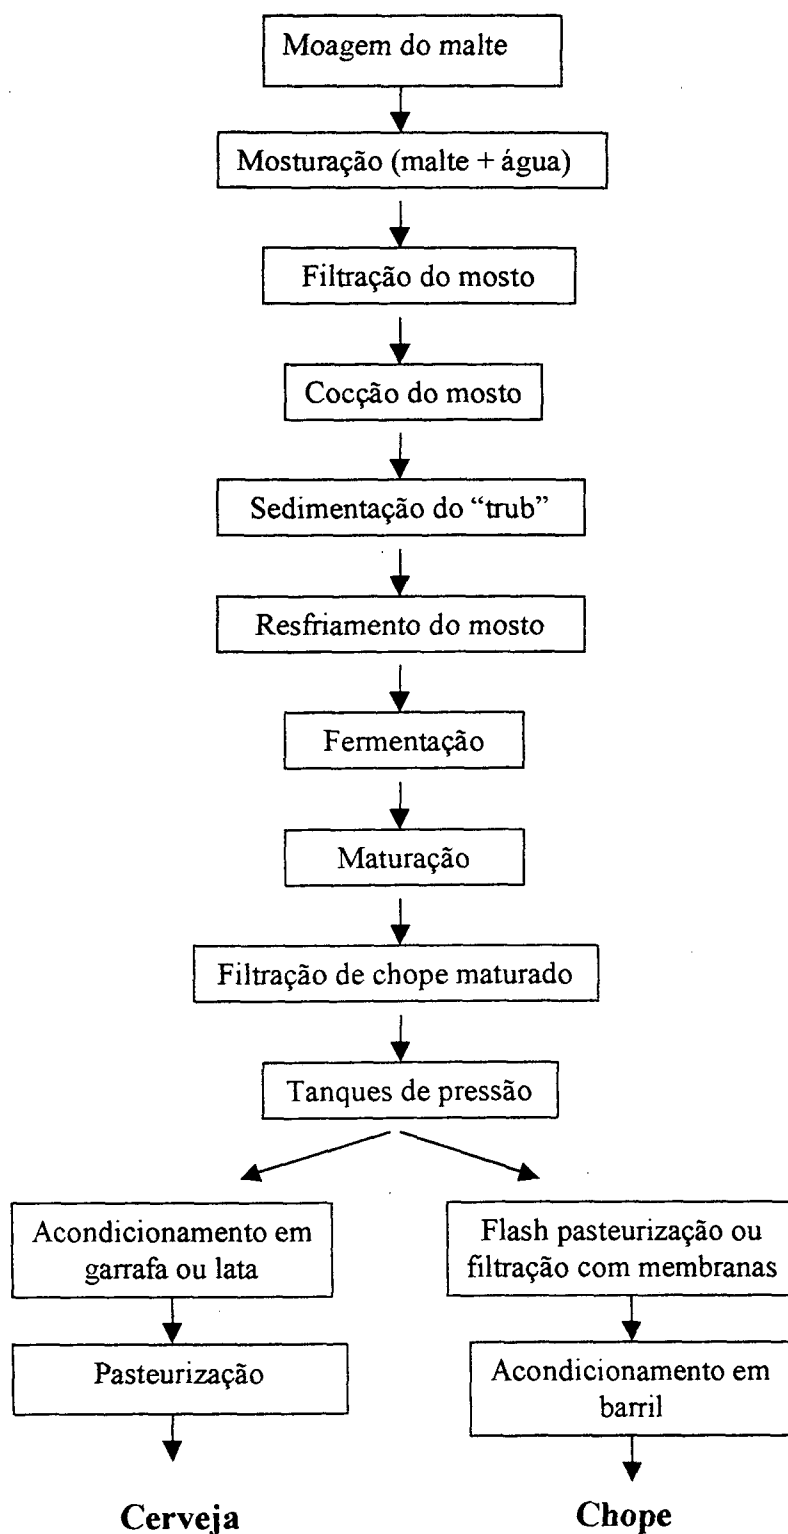 Moagem do malte
Mosturação (malte + água)
Filtração do mosto
Cocção do mosto
Sedimentação do “trub”
Resfriamento do mosto
Fermentação
Maturação
Filtração de chope maturado
Tanques de pressão
Acondicionamento em
garrafa ou lata
Pasteurização
Cerveja
Flash pasteurização ou
filtração com membranas
Acondicionamento em
barril
Chope